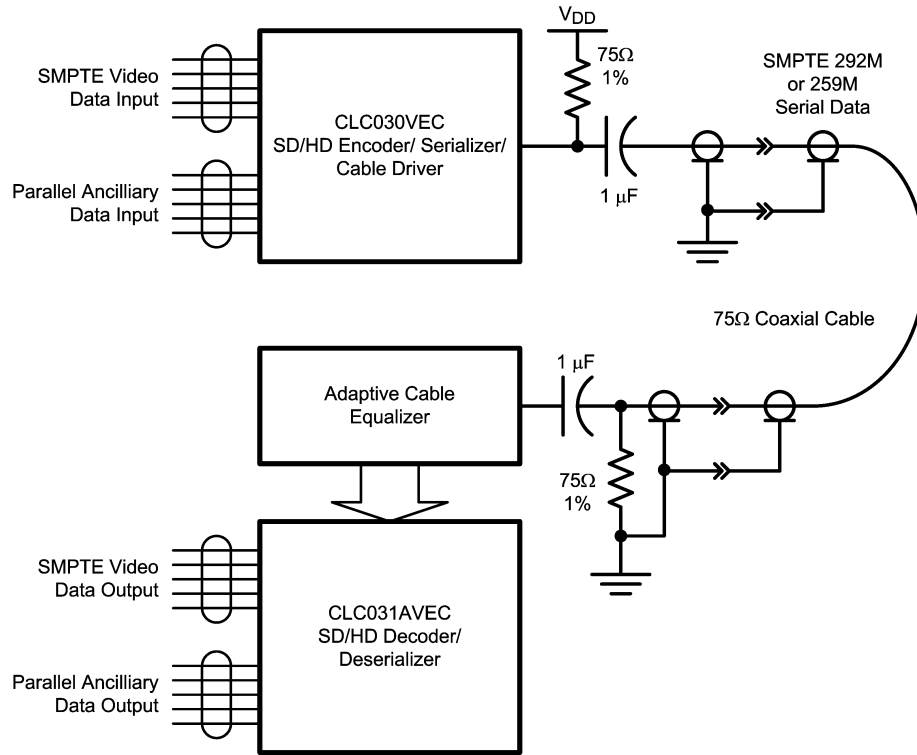 V_DD
75Ω
1%
SMPTE Video
Data Input
CLC030VEC
SD/HD Encoder/ Serializer/
Cable Driver
SMPTE 292M
or 259M
Serial Data
Parallel Ancilliary
Data Input
1 μF
75Ω Coaxial Cable
1 μF
Adaptive Cable
Equalizer
75Ω
1%
SMPTE Video
Data Output
CLC031AVEC
SD/HD Decoder/
Deserializer
Parallel Ancilliary
Data Output